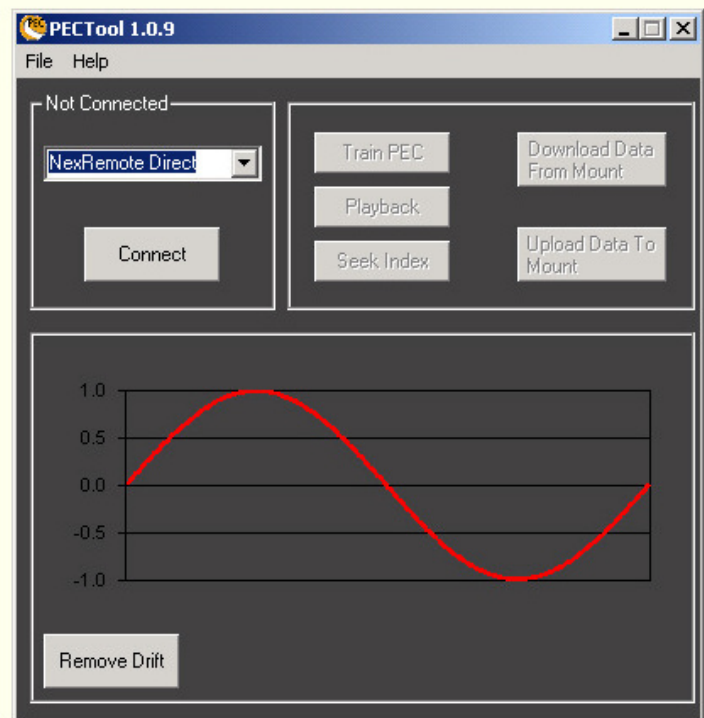 PEC
PECTool 1.0.9
File Help
Not Connected
NexRemote Direct
Connect
Train PEC
Playback
Seek Index
Download Data
From Mount
Upload Data To
Mount
1.0
0.5
0.0
-0.5
-1.0
Remove Drift